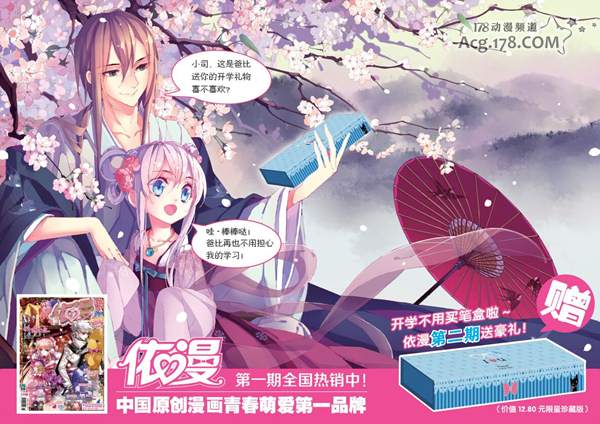 178动漫频道
Acg.178.COM
小司,这是爸比
送你的开学礼物
喜不喜欢?
哇·棒棒哒!
爸比再也不用担心
我的学习!
开学不用买笔盒啦~
依漫第二期送豪礼!
赠
依漫
第一期全国热销中!
中国原创漫画青春萌爱第一品牌
(价值 12.80 元限量珍藏版)